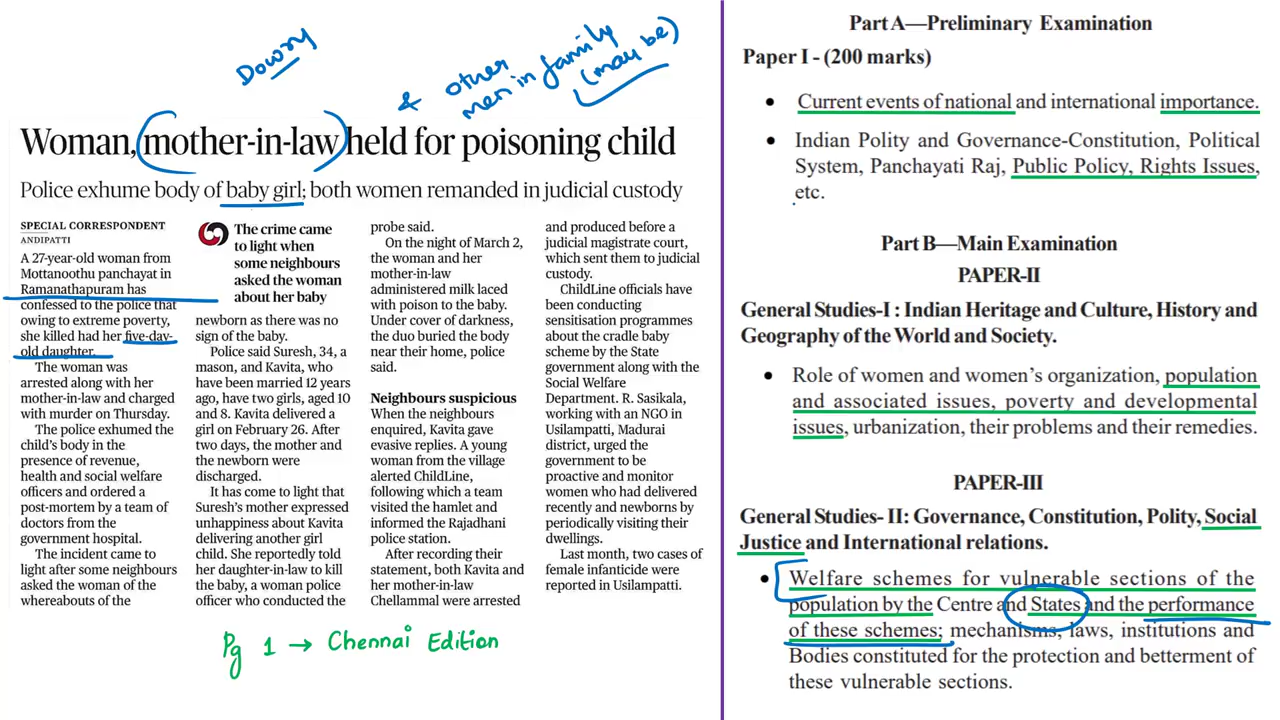 Dowry
& other
men in family
(may be)
Woman, mother-in-law held for poisoning child
Police exhume body of baby girl; both women remanded in judicial custody
SPECIAL CORRESPONDENT
ANDIPATTI
A 27-year-old woman from
Mottanoothu panchayat in
Ramanathapuram has
confessed to the police that
owing to extreme poverty,
she killed had her five-day-
old daughter.
The woman was
arrested along with her
mother-in-law and charged
with murder on Thursday.
The police exhumed the
child's body in the
presence of revenue,
health and social welfare
officers and ordered a
post-mortem by a team of
doctors from the
government hospital.
The incident came to
light after some neighbours
asked the woman of the
whereabouts of the
The crime came
to light when
some neighbours
asked the woman
about her baby
newborn as there was no
sign of the baby.
Police said Suresh, 34, a
mason, and Kavita, who
have been married 12 years
ago, have two girls, aged 10
and 8. Kavita delivered a
girl on February 26. After
two days, the mother and
the newborn were
discharged.
It has come to light that
Suresh's mother expressed
unhappiness about Kavita
delivering another girl
child. She reportedly told
her daughter-in-law to kill
the baby, a woman police
officer who conducted the
probe said.
On the night of March 2,
the woman and her
mother-in-law
administered milk laced
with poison to the baby.
Under cover of darkness,
the duo buried the body
near their home, police
said.
Neighbours suspicious
When the neighbours
enquired, Kavita gave
evasive replies. A young
woman from the village
alerted ChildLine,
following which a team
visited the hamlet and
informed the Rajadhani
police station.
After recording their
statement, both Kavita and
her mother-in-law
Chellammal were arrested
and produced before a
judicial magistrate court,
which sent them to judicial
custody.
ChildLine officials have
been conducting
sensitisation programmes
about the cradle baby
scheme by the State
government along with the
Social Welfare
Department. R. Sasikala,
working with an NGO in
Usilampatti, Madurai
district, urged the
government to be
proactive and monitor
women who had delivered
recently and newborns by
periodically visiting their
dwellings.
Last month, two cases of
female infanticide were
reported in Usilampatti.
Pg 1 → Chennai Edition
Part A—Preliminary Examination
Paper I - (200 marks)
• Current events of national and international importance.
• Indian Polity and Governance-Constitution, Political
System, Panchayati Raj, Public Policy, Rights Issues,
etc.
Part B—Main Examination
PAPER-II
General Studies-I : Indian Heritage and Culture, History and
Geography of the World and Society.
• Role of women and women's organization, population
and associated issues, poverty and developmental
issues, urbanization, their problems and their remedies.
PAPER-III
General Studies- II: Governance, Constitution, Polity, Social
Justice and International relations.
• Welfare schemes for vulnerable sections of the
population by the Centre and States and the performance
of these schemes; mechanisms, laws, institutions and
Bodies constituted for the protection and betterment of
these vulnerable sections.